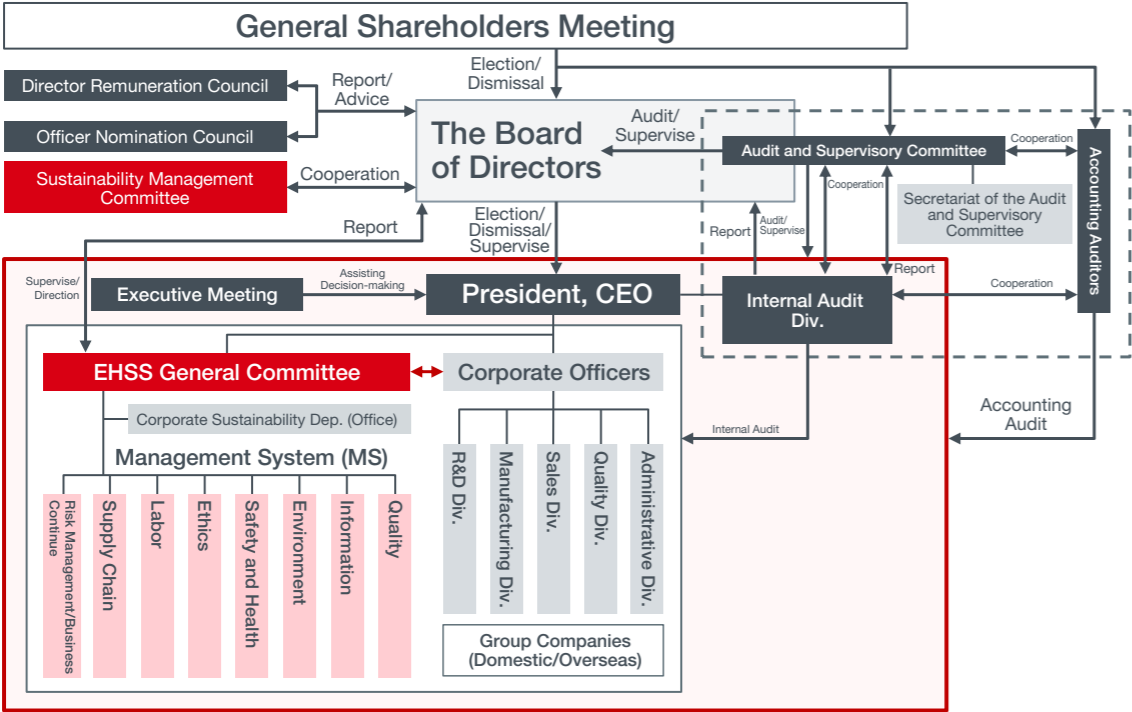 General Shareholders Meeting
Director Remuneration Council
Officer Nomination Council
Sustainability Management
Committee
Report/
Advice
Cooperation
Report
Election/
Dismissal
The Board
of Directors
Audit/
Supervise
Audit and Supervisory Committee
Cooperation
Accounting Auditors
Cooperation
Secretariat of the Audit
and Supervisory
Committee
Election/
Dismissal/
Supervise
Report
Audit/
Supervise
Report
Supervise/
Direction
Executive Meeting
Assisting
Decision-making
President, CEO
Internal Audit
Div.
Cooperation
EHSS General Committee
Corporate Officers
Corporate Sustainability Dep. (Office)
Management System (MS)
Risk Management/Business
Continue
Supply Chain
Labor
Ethics
Safety and Health
Environment
Information
Quality
R&D Div.
Manufacturing Div.
Sales Div.
Quality Div.
Administrative Div.
Group Companies
(Domestic/Overseas)
Internal Audit
Accounting
Audit